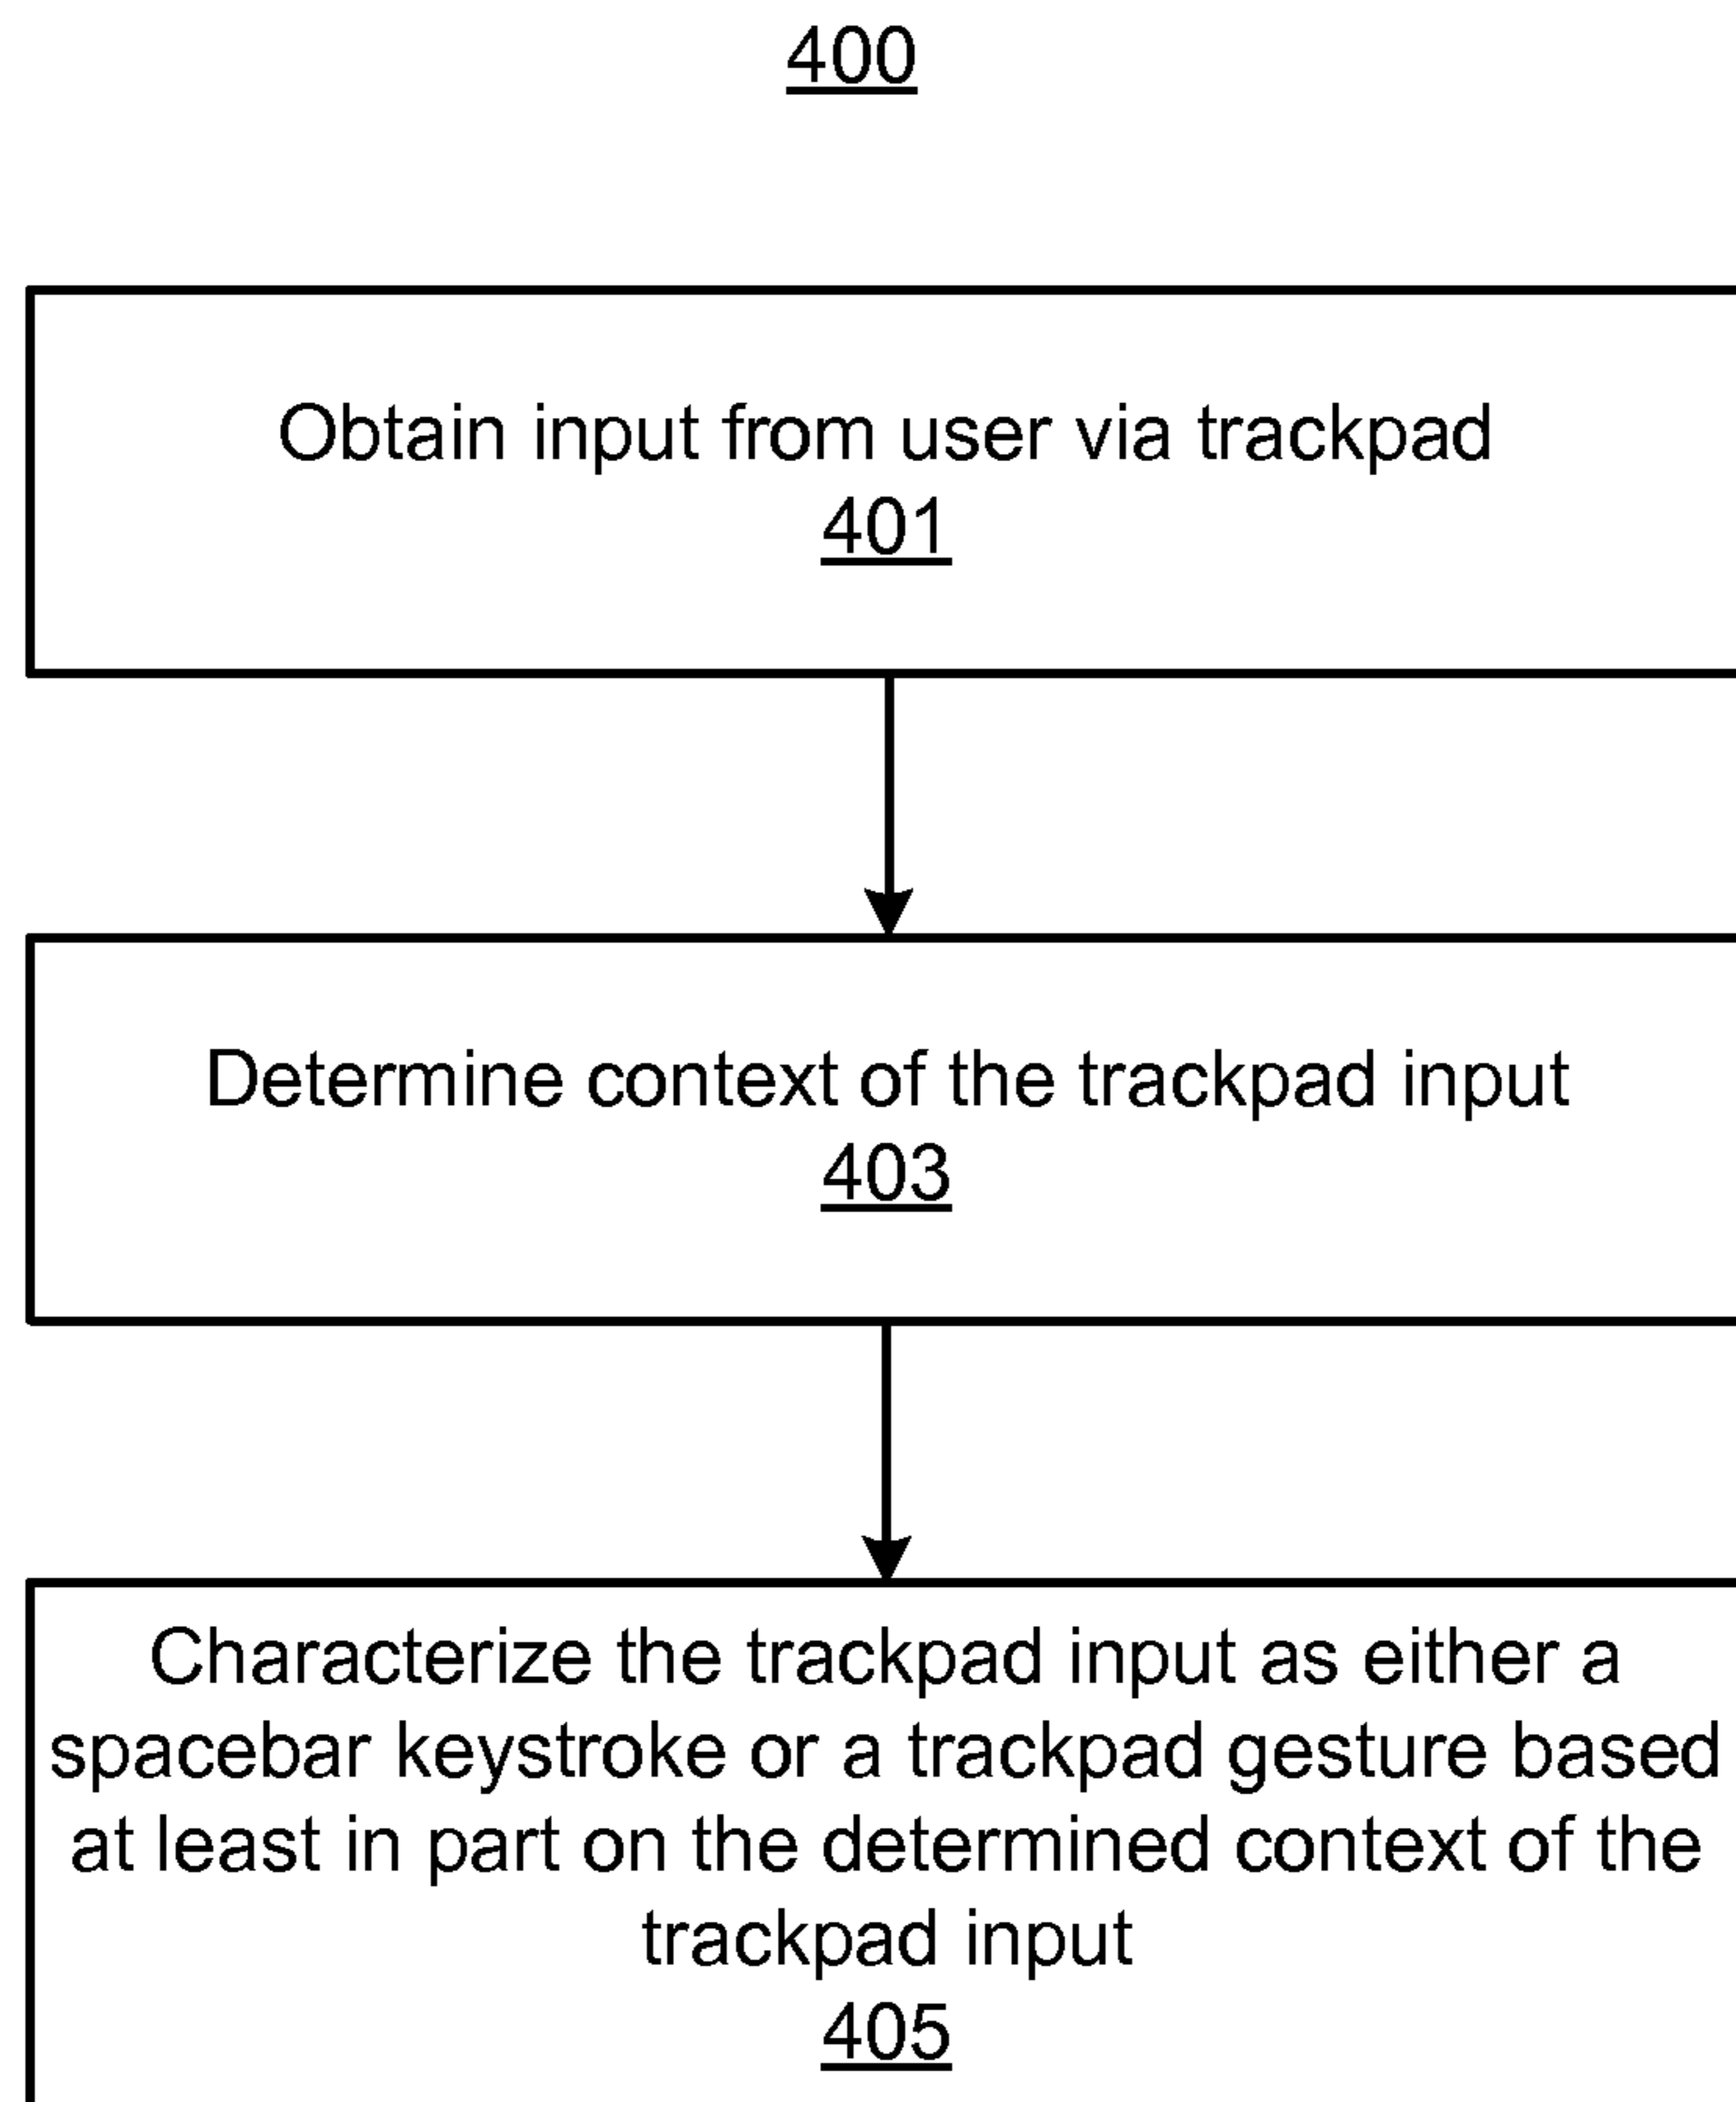 400
Obtain input from user via trackpad
401
Determine context of the trackpad input
403
Characterize the trackpad input as either a
spacebar keystroke or a trackpad gesture based
at least in part on the determined context of the
trackpad input
405